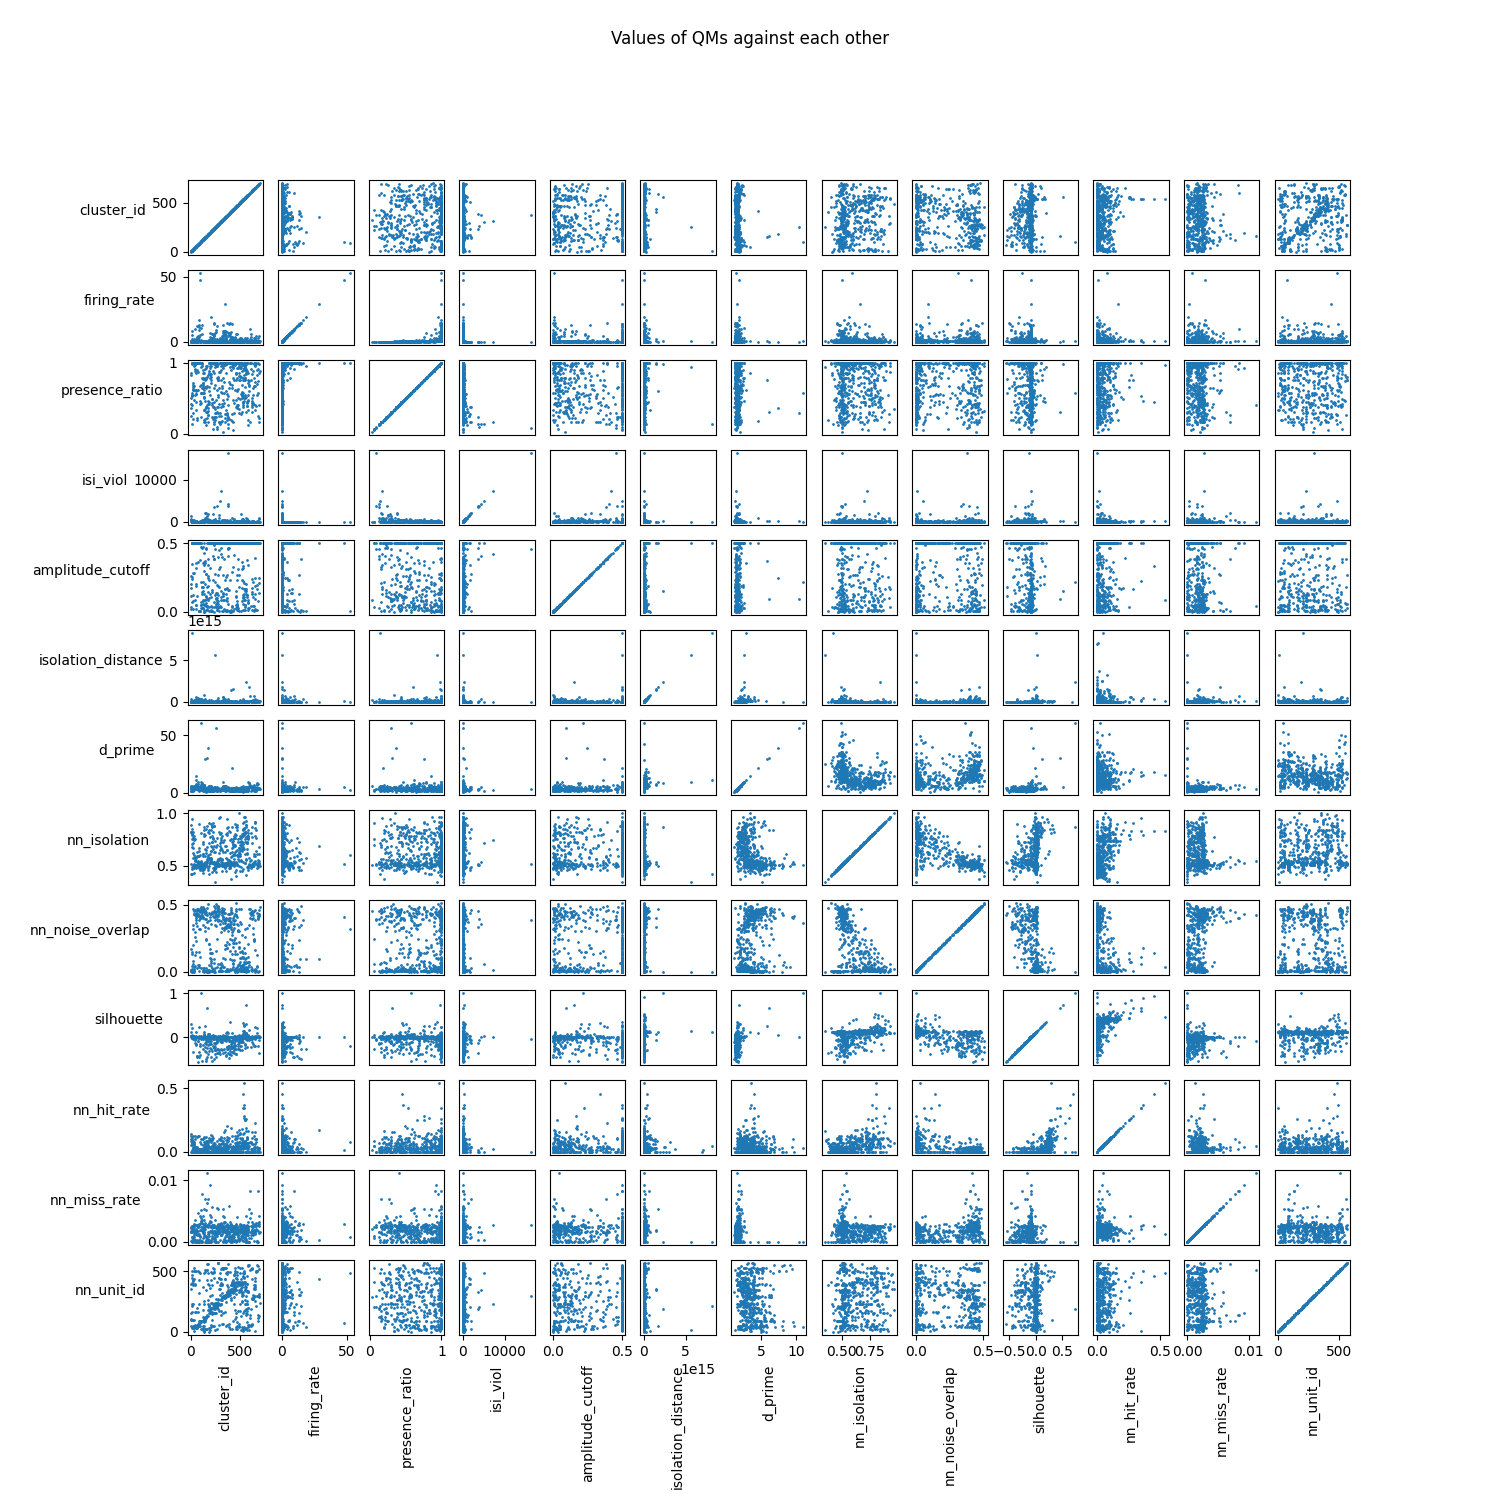 Values of QMs against each other
cluster_id 500
0
firing_rate 50
0
presence_ratio 1
0
isi_viol 10000
0
amplitude_cutoff 0.5
0.0
1e15
isolation_distance 5
0
d_prime 50
0
nn_isolation 1.0
0.5
nn_noise_overlap 0.5
0.0
silhouette 1
0
nn_hit_rate 0.5
0.0
nn_miss_rate 0.01
0.00
nn_unit_id 500
0
0 500 0 50 0 1 0 10000 0.0 0.5 0 5 5 10 0.50 0.75 0.0 0.5 −0.5 0.0 0.5 0.0 0.5 0.00 0.01 0 500
1e15
cluster_id
firing_rate
presence_ratio
isi_viol
amplitude_cutoff
isolation_distance
d_prime
nn_isolation
nn_noise_overlap
silhouette
nn_hit_rate
nn_miss_rate
nn_unit_id